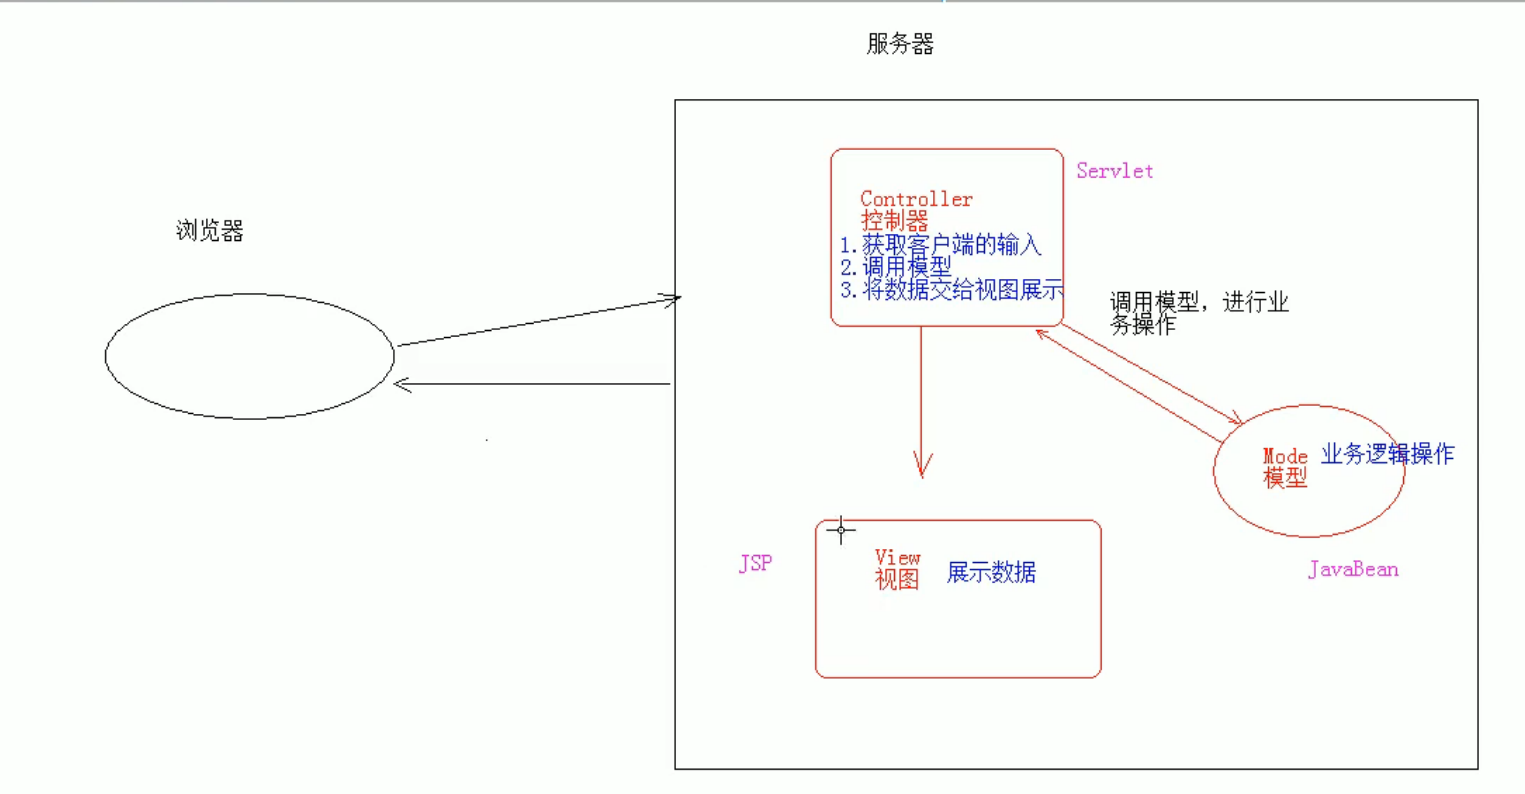 服务器
Servlet
Controller
控制器
浏览器
1.获取客户端的输入
2.调用模型
3.将数据交给视图展示
调用模型，进行业
务操作
Mode 业务逻辑操作
模型
JSP
View
视图 展示数据
JavaBean